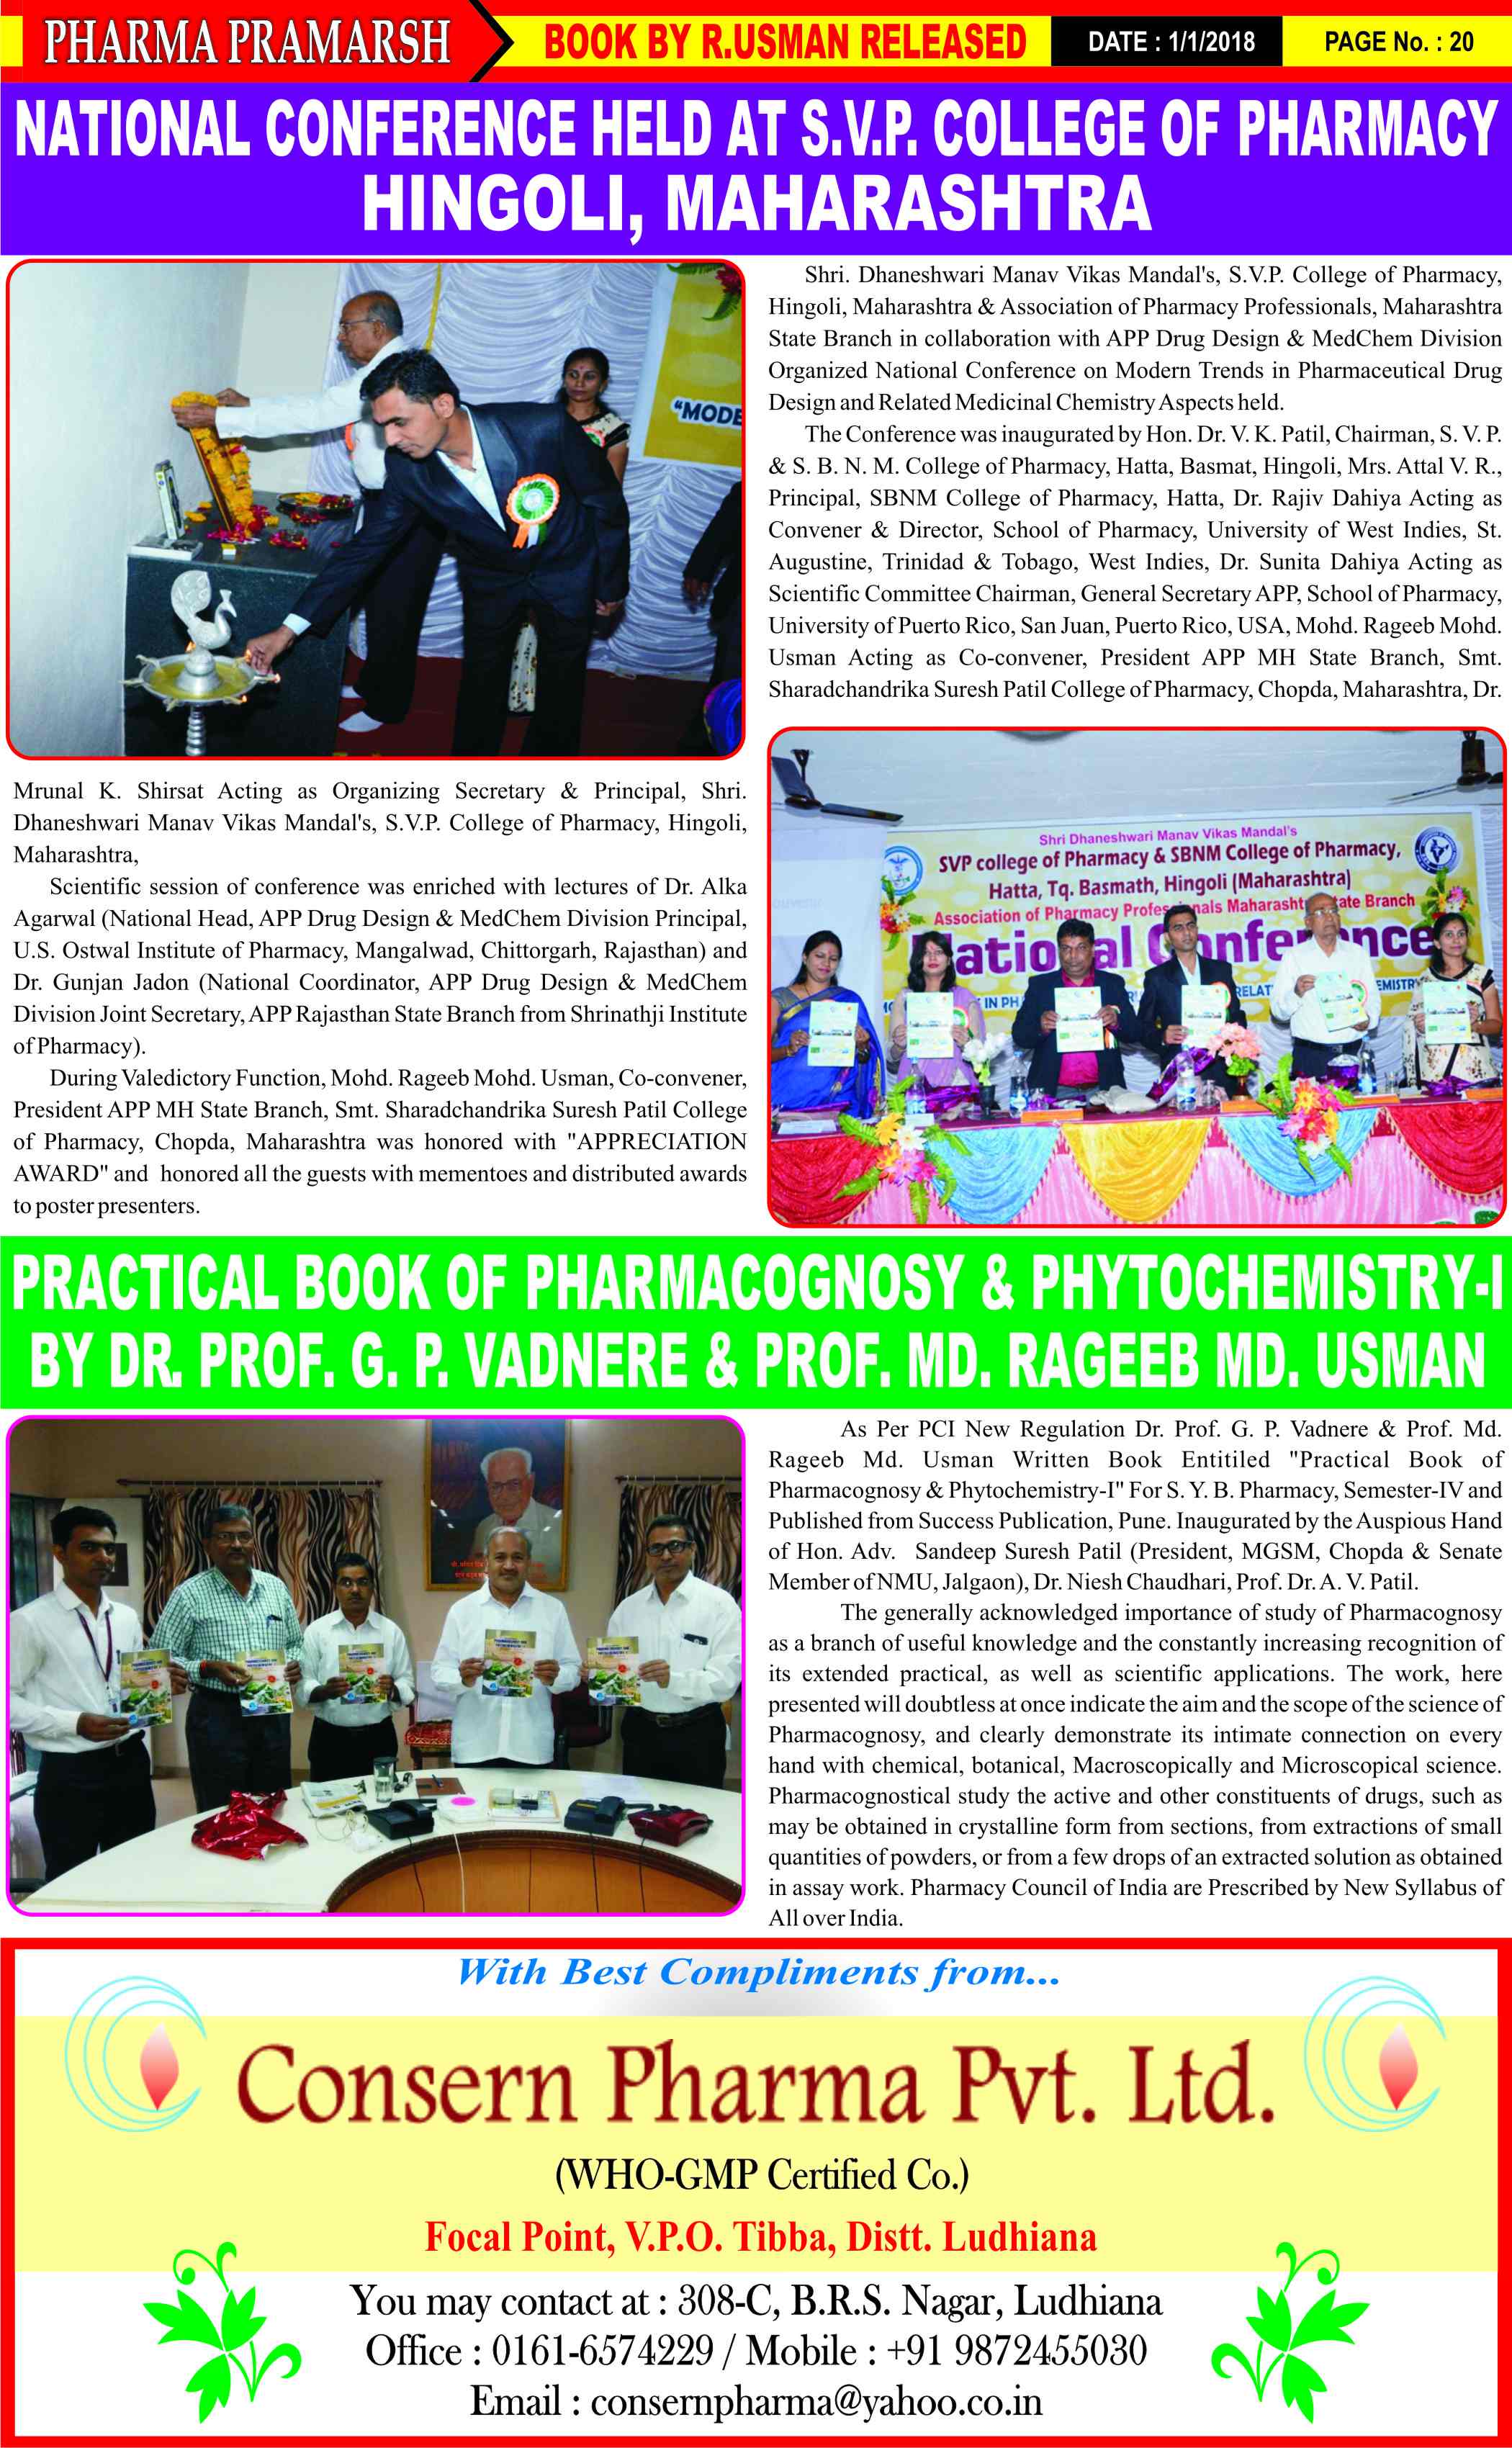 PHARMA PRAMARSH
BOOK BY R.USMAN RELEASED
DATE : 1/1/2018
PAGE No. : 20
NATIONAL CONFERENCE HELD AT S.V.P. COLLEGE OF PHARMACY
HINGOLI, MAHARASHTRA
"MODE
Shri. Dhaneshwari Manav Vikas Mandal's, S.V.P. College of Pharmacy,
Hingoli, Maharashtra & Association of Pharmacy Professionals, Maharashtra
State Branch in collaboration with APP Drug Design & MedChem Division
Organized National Conference on Modern Trends in Pharmaceutical Drug
Design and Related Medicinal Chemistry Aspects held.
The Conference was inaugurated by Hon. Dr. V. K. Patil, Chairman, S. V. P.
& S. B. N. M. College of Pharmacy, Hatta, Basmat, Hingoli, Mrs. Attal V. R.,
Principal, SBNM College of Pharmacy, Hatta, Dr. Rajiv Dahiya Acting as
Convener & Director, School of Pharmacy, University of West Indies, St.
Augustine, Trinidad & Tobago, West Indies, Dr. Sunita Dahiya Acting as
Scientific Committee Chairman, General Secretary APP, School of Pharmacy,
University of Puerto Rico, San Juan, Puerto Rico, USA, Mohd. Rageeb Mohd.
Usman Acting as Co-convener, President APP MH State Branch, Smt.
Sharadchandrika Suresh Patil College of Pharmacy, Chopda, Maharashtra, Dr.
Mrunal K. Shirsat Acting as Organizing Secretary & Principal, Shri.
Dhaneshwari Manav Vikas Mandal's, S.V.P. College of Pharmacy, Hingoli,
Maharashtra,
Scientific session of conference was enriched with lectures of Dr. Alka
Agarwal (National Head, APP Drug Design & MedChem Division Principal,
U.S. Ostwal Institute of Pharmacy, Mangalwad, Chittorgarh, Rajasthan) and
Dr. Gunjan Jadon (National Coordinator, APP Drug Design & MedChem
Division Joint Secretary, APP Rajasthan State Branch from Shrinathji Institute
of Pharmacy).
During Valedictory Function, Mohd. Rageeb Mohd. Usman, Co-convener,
President APP MH State Branch, Smt. Sharadchandrika Suresh Patil College
of Pharmacy, Chopda, Maharashtra was honored with "APPRECIATION
AWARD" and honored all the guests with mementoes and distributed awards
to poster presenters.
Shri Dhaneshwari Manav Vikas Mandal's
SVP college of Pharmacy & SBNM College of Pharmacy,
Hatta, Tq. Basmath, Hingoli (Maharashtra)
Association of Pharmacy Profes nals Maharasht ate Branch
atio al C nfe nce
IN PH RELAT EMISTRY
PRACTICAL BOOK OF PHARMACOGNOSY & PHYTOCHEMISTRY-I
BY DR. PROF. G. P. VADNERE & PROF. MD. RAGEEB MD. USMAN
As Per PCI New Regulation Dr. Prof. G. P. Vadnere & Prof. Md.
Rageeb Md. Usman Written Book Entitiled "Practical Book of
Pharmacognosy & Phytochemistry-I" For S. Y. B. Pharmacy, Semester-IV and
Published from Success Publication, Pune. Inaugurated by the Auspious Hand
of Hon. Adv. Sandeep Suresh Patil (President, MGSM, Chopda & Senate
Member of NMU, Jalgaon), Dr. Niesh Chaudhari, Prof. Dr. A. V. Patil.
The generally acknowledged importance of study of Pharmacognosy
as a branch of useful knowledge and the constantly increasing recognition of
its extended practical, as well as scientific applications. The work, here
presented will doubtless at once indicate the aim and the scope of the science of
Pharmacognosy, and clearly demonstrate its intimate connection on every
hand with chemical, botanical, Macroscopically and Microscopical science.
Pharmacognostical study the active and other constituents of drugs, such as
may be obtained in crystalline form from sections, from extractions of small
quantities of powders, or from a few drops of an extracted solution as obtained
in assay work. Pharmacy Council of India are Prescribed by New Syllabus of
All over India.
With Best Compliments from...
Consern Pharma Pvt. Ltd.
(WHO-GMP Certified Co.)
Focal Point, V.P.O. Tibba, Distt. Ludhiana
You may contact at : 308-C, B.R.S. Nagar, Ludhiana
Office : 0161-6574229 / Mobile : +91 9872455030
Email : consernpharma@yahoo.co.in